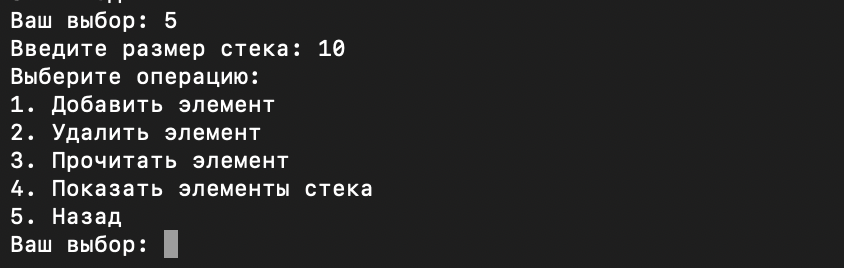 Ваш выбор: 5
Введите размер стека: 10
Выберите операцию:
1. Добавить элемент
2. Удалить элемент
3. Прочитать элемент
4. Показать элементы стека
5. Назад
Ваш выбор: